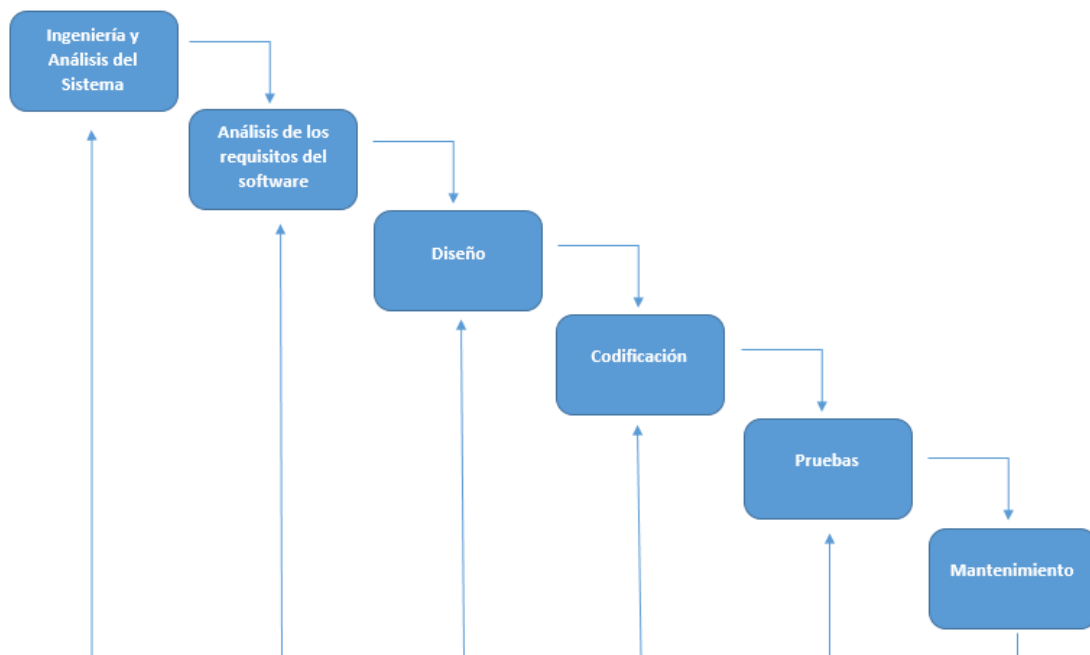 Ingeniería y
Análisis del
Sistema
Análisis de los
requisitos del
software
Diseño
Codificación
Pruebas
Mantenimiento